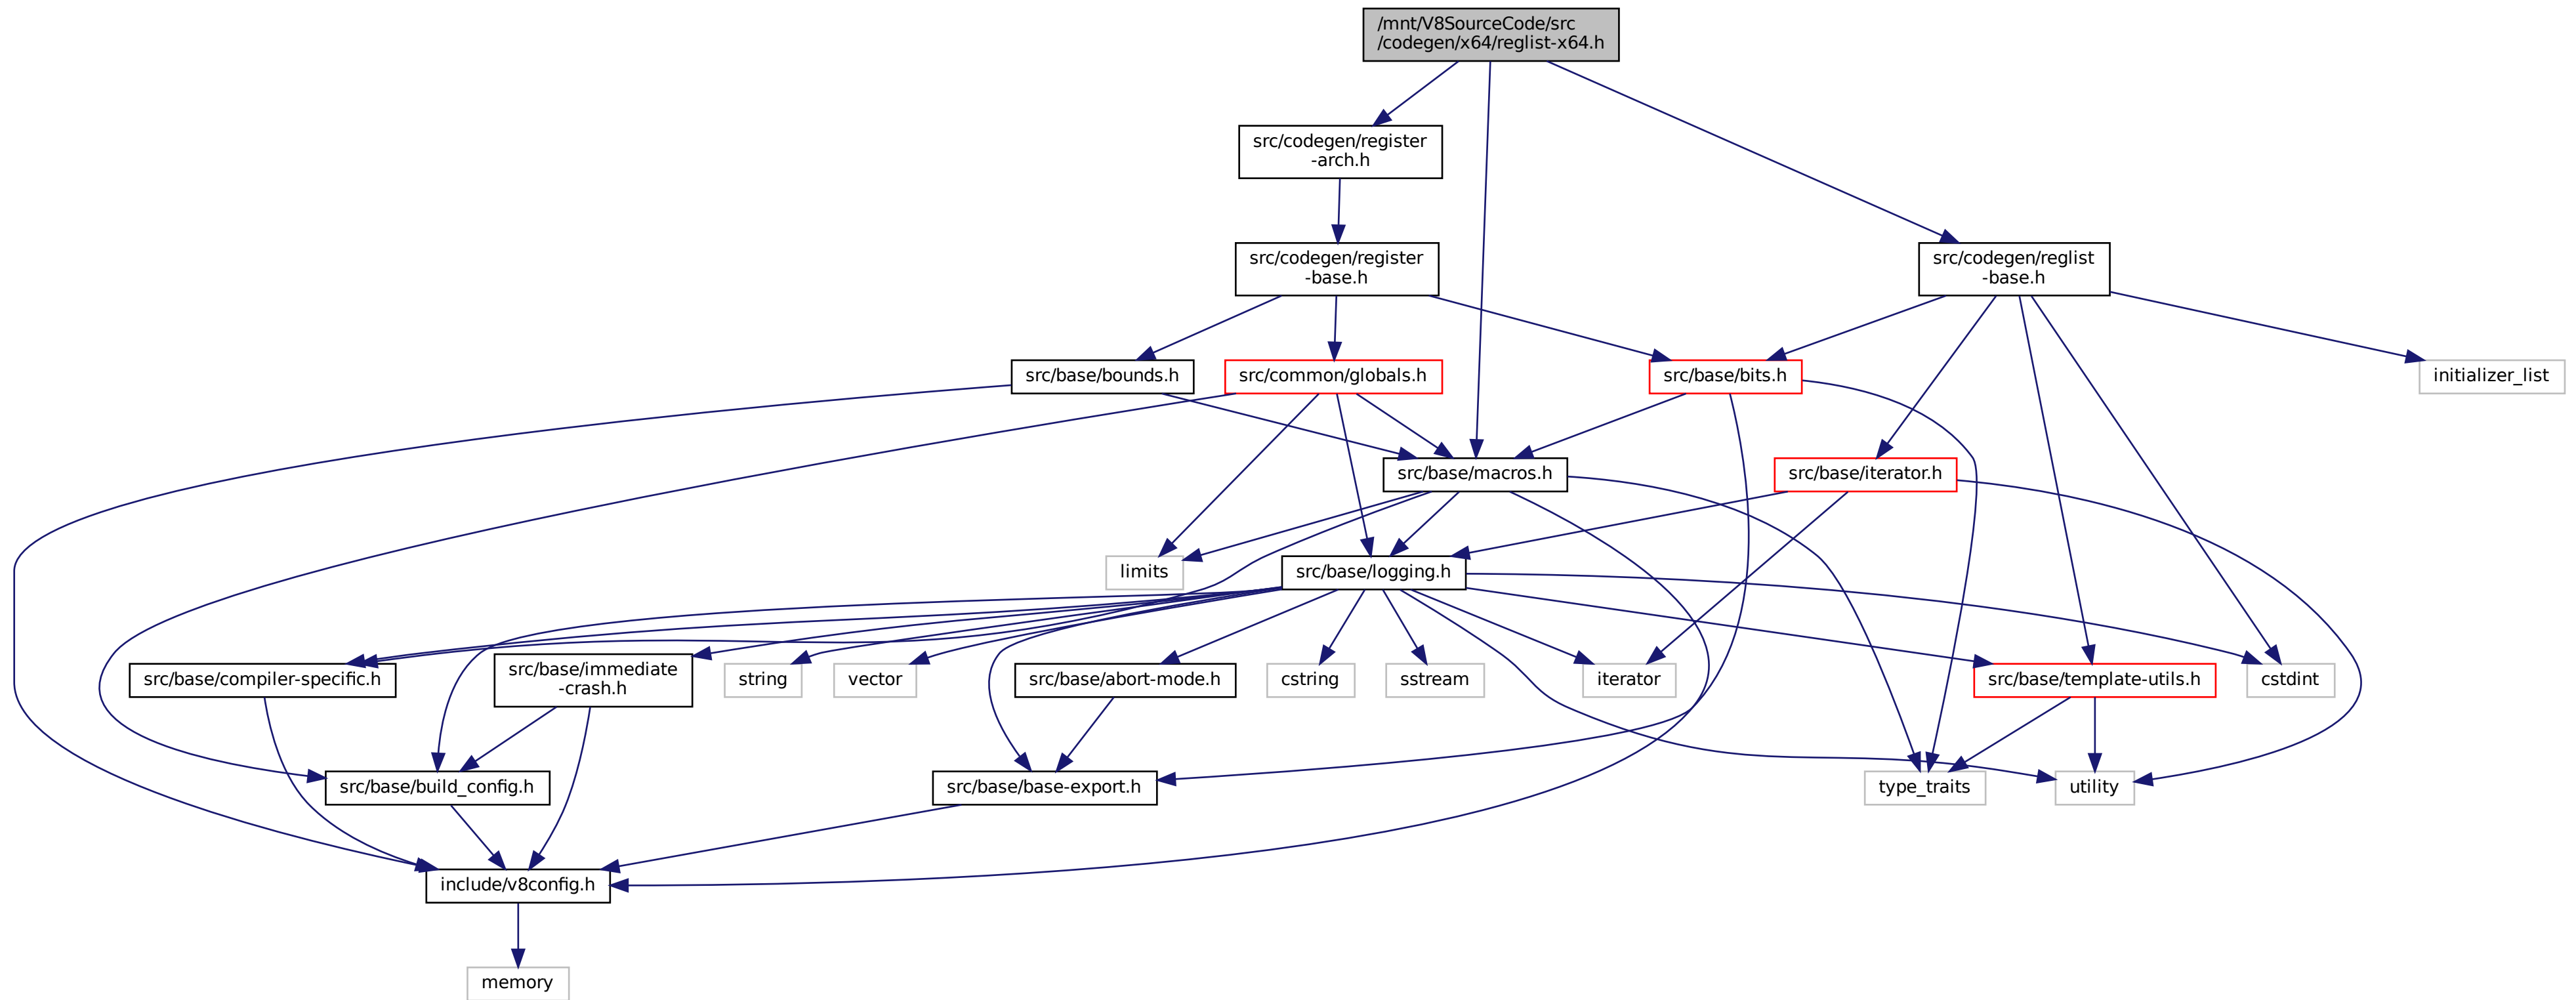 /mnt/V8SourceCode/src
/codegen/x64/reglist-x64.h
src/codegen/register
-arch.h
src/codegen/register
-base.h
src/codegen/reglist
-base.h
src/base/bounds.h
src/common/globals.h
src/base/bits.h
initializer_list
src/base/macros.h
src/base/iterator.h
limits
src/base/logging.h
src/base/compiler-specific.h
src/base/immediate
-crash.h
string
vector
src/base/abort-mode.h
cstring
sstream
iterator
src/base/template-utils.h
cstdint
src/base/build_config.h
src/base/base-export.h
type_traits
utility
include/v8config.h
memory